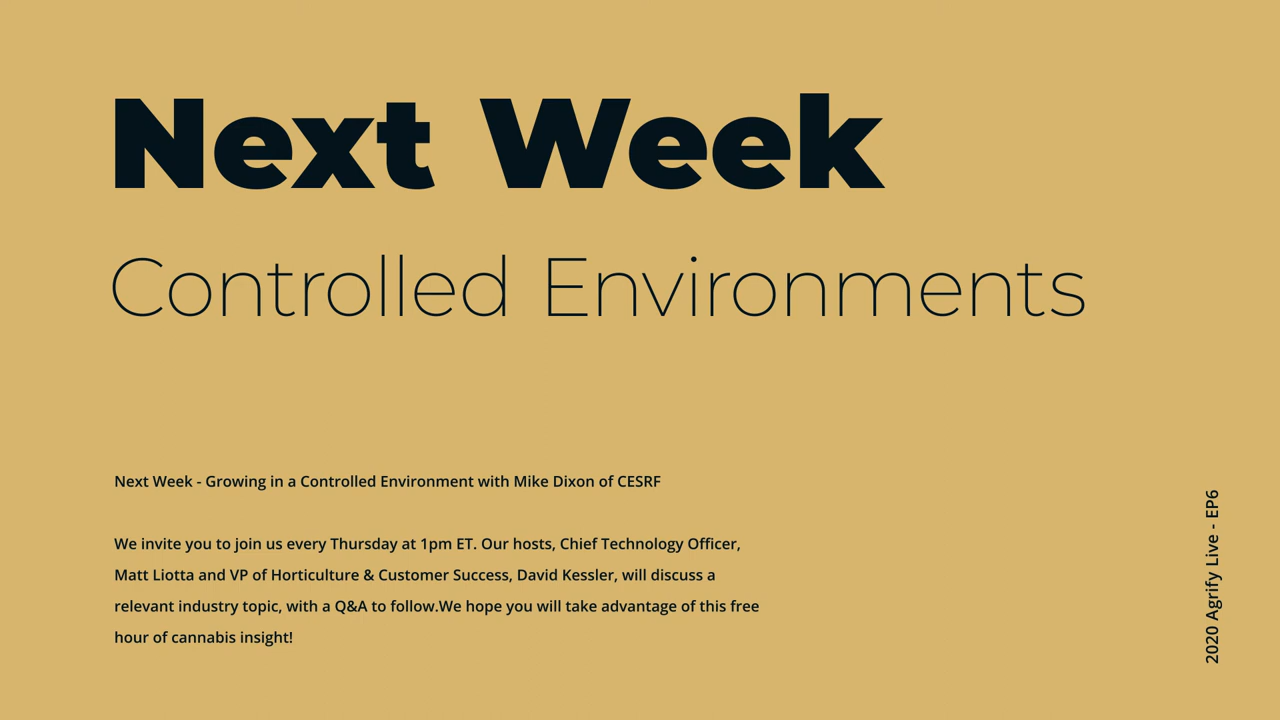 Next Week
Controlled Environments
Next Week - Growing in a Controlled Environment with Mike Dixon of CESRF
We invite you to join us every Thursday at 1pm ET. Our hosts, Chief Technology Officer,
Matt Liotta and VP of Horticulture & Customer Success, David Kessler, will discuss a
relevant industry topic, with a Q&A to follow.We hope you will take advantage of this free
hour of cannabis insight!
2020 Agrify Live - EP6